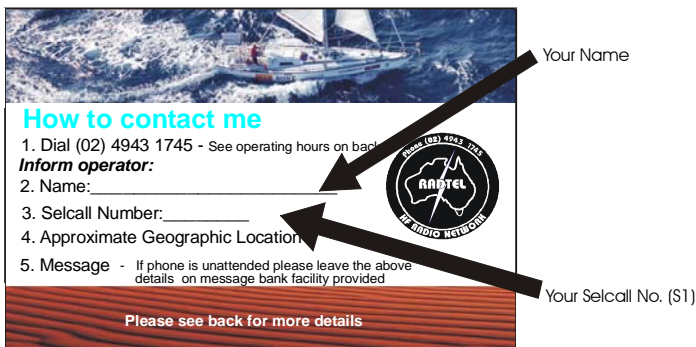 Your Name
How to contact me
1. Dial (02) 4943 1745 - See operating hours on back
Inform operator:
2. Name:____________________________
3. Selcall Number:_________
4. Approximate Geographic Location
5. Message - If phone is unattended please leave the above
details on message bank facility provided
Phone (02) 4943 1745
RADTEL
HF RADIO NETWORK
Your Selcall No. (S1)
Please see back for more details